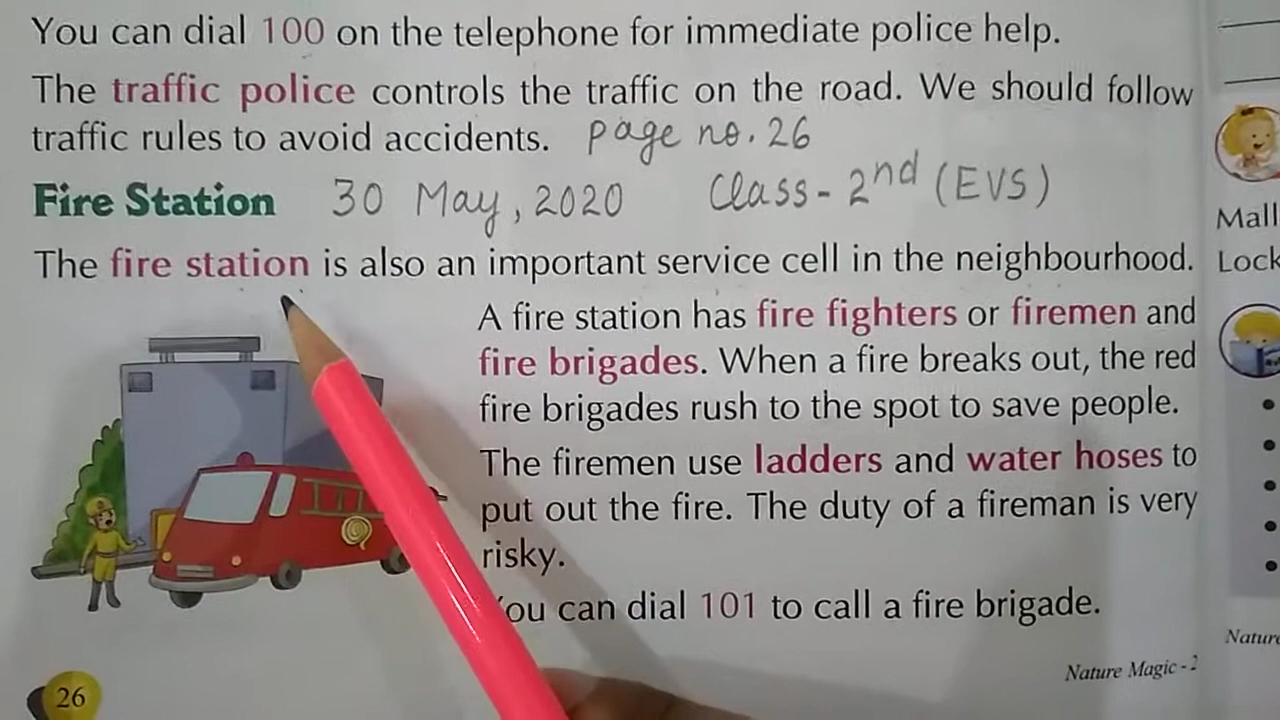 You can dial 100 on the telephone for immediate police help.
The traffic police controls the traffic on the road. We should follow
traffic rules to avoid accidents. page no. 26
Fire Station 30 May, 2020 Class- 2nd (EVS)
The fire station is also an important service cell in the neighbourhood.
A fire station has fire fighters or firemen and
fire brigades. When a fire breaks out, the red
fire brigades rush to the spot to save people.
The firemen use ladders and water hoses to
put out the fire. The duty of a fireman is very
risky.
You can dial 101 to call a fire brigade.
26
Nature Magic - 2
Mall
Lock